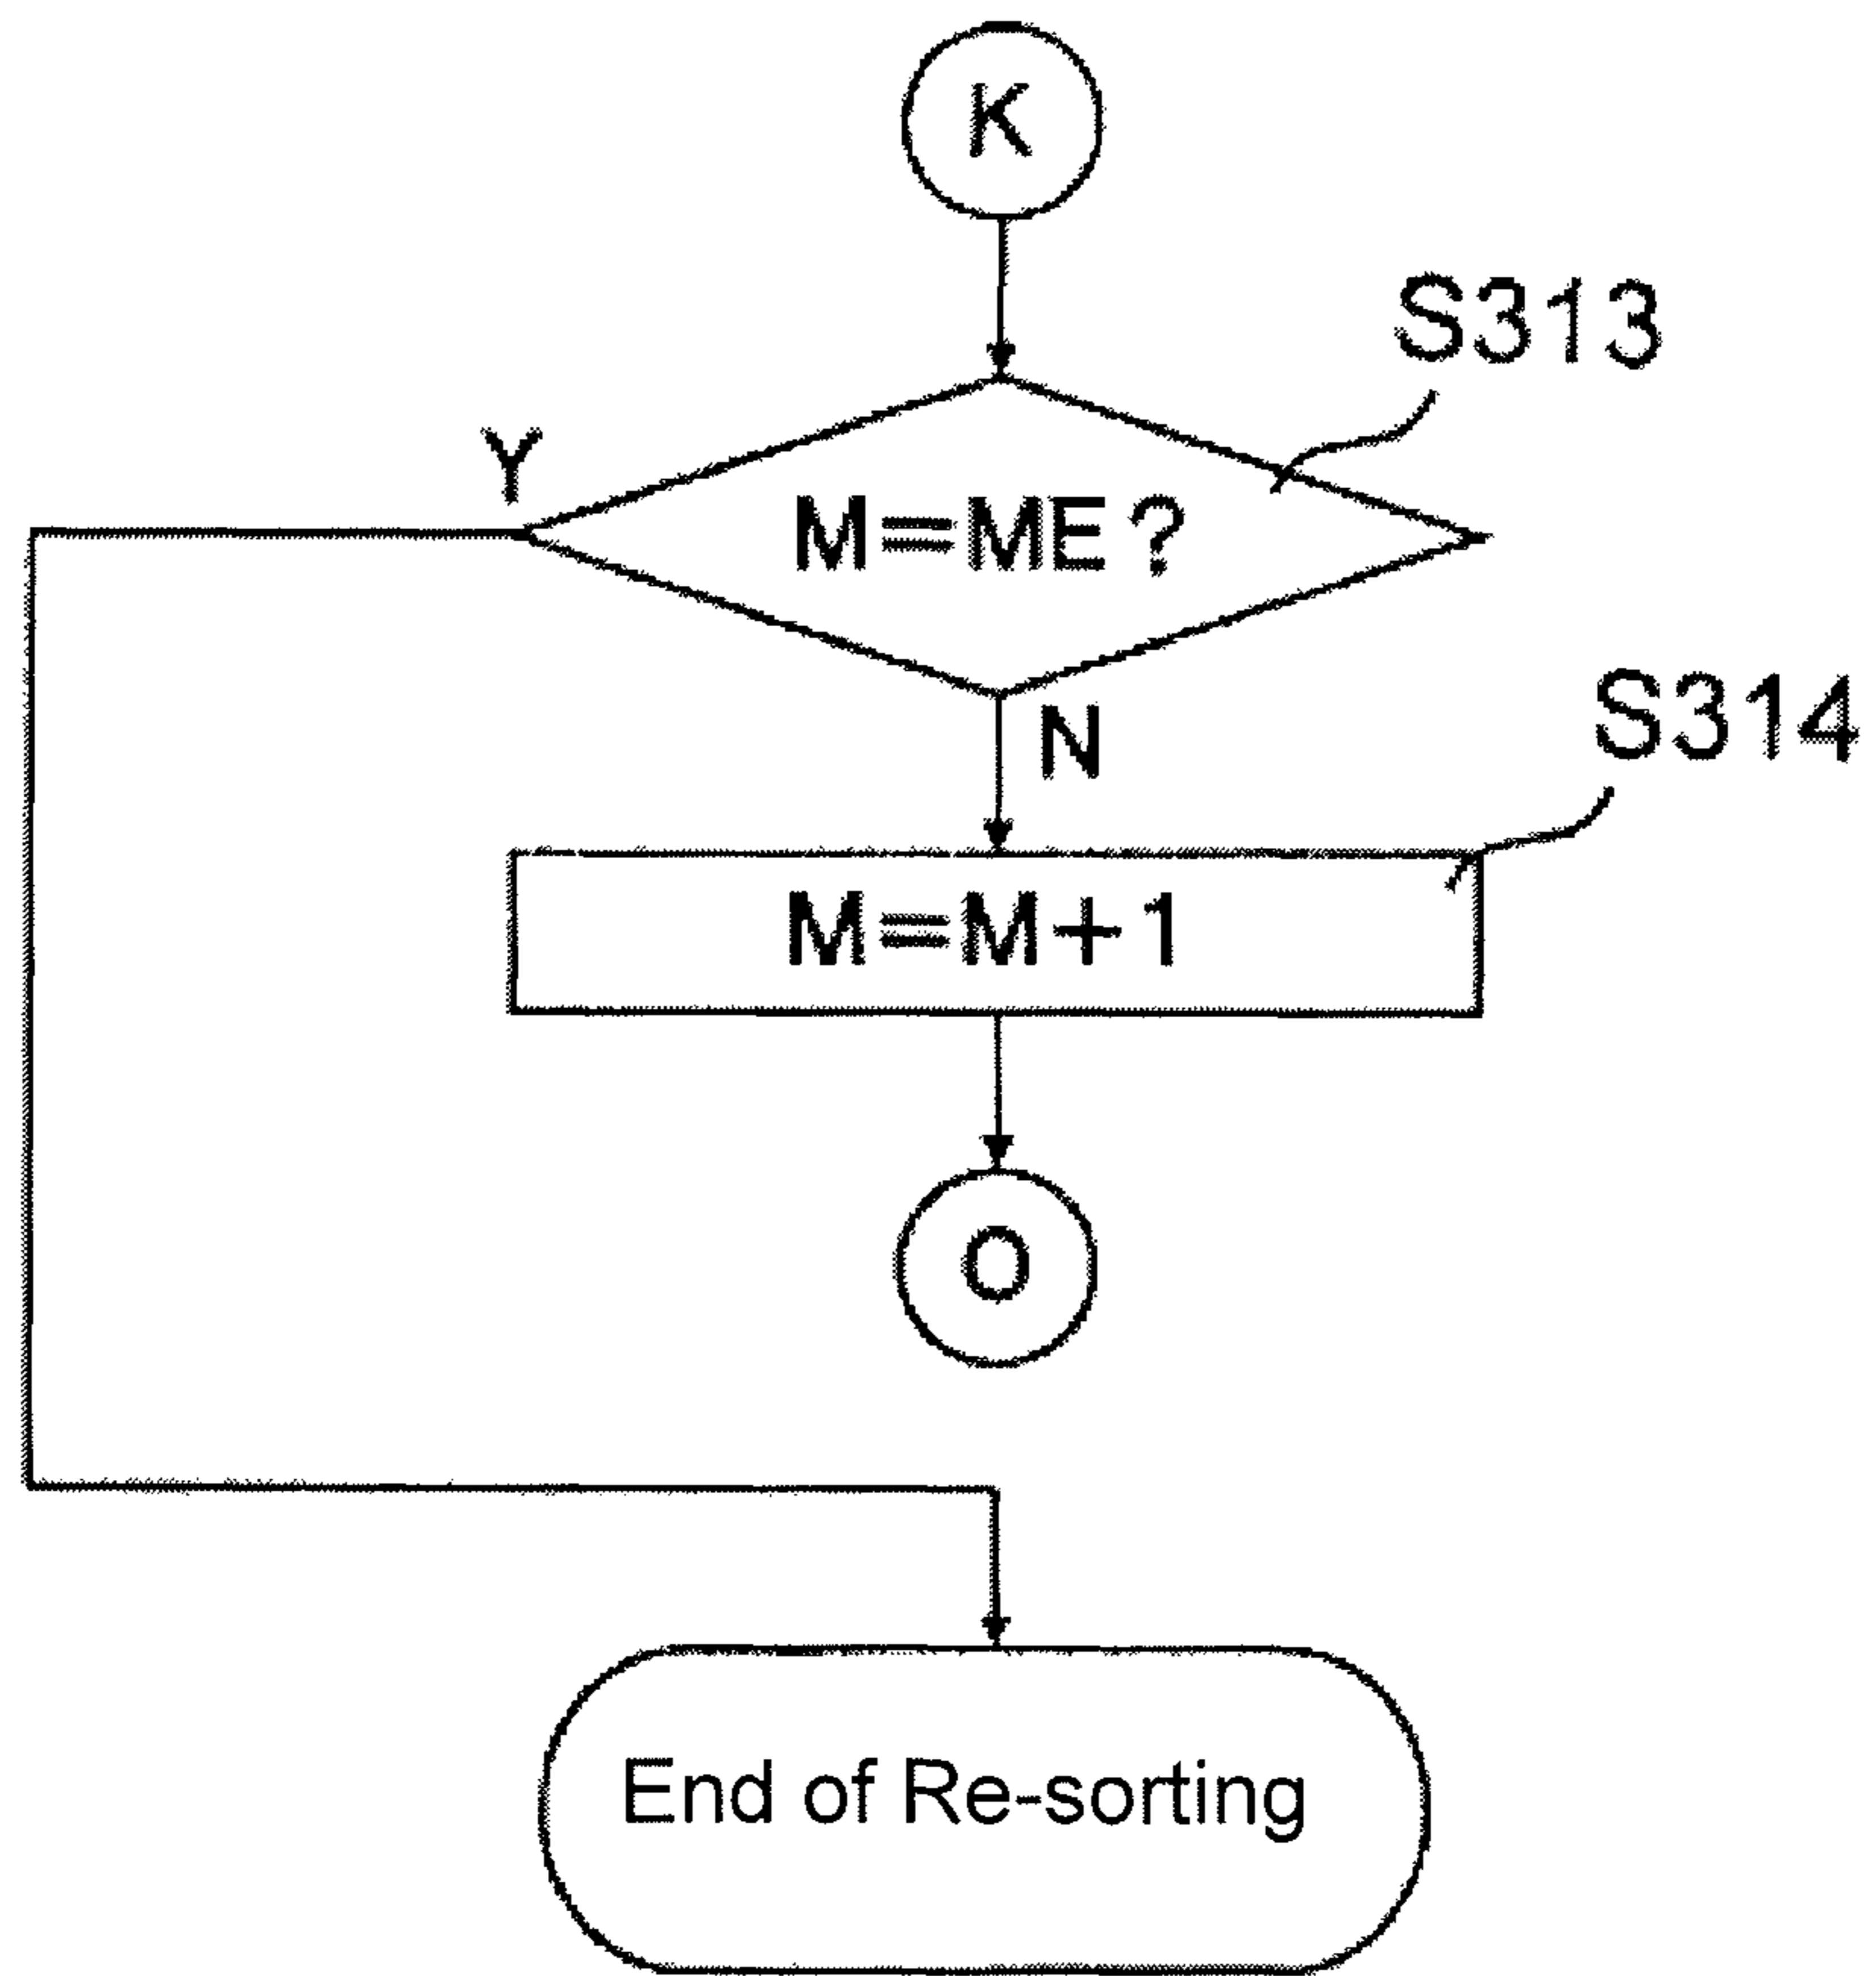 K
S313
Y
M=ME?
N
S314
M=M+1
O
End of Re-sorting